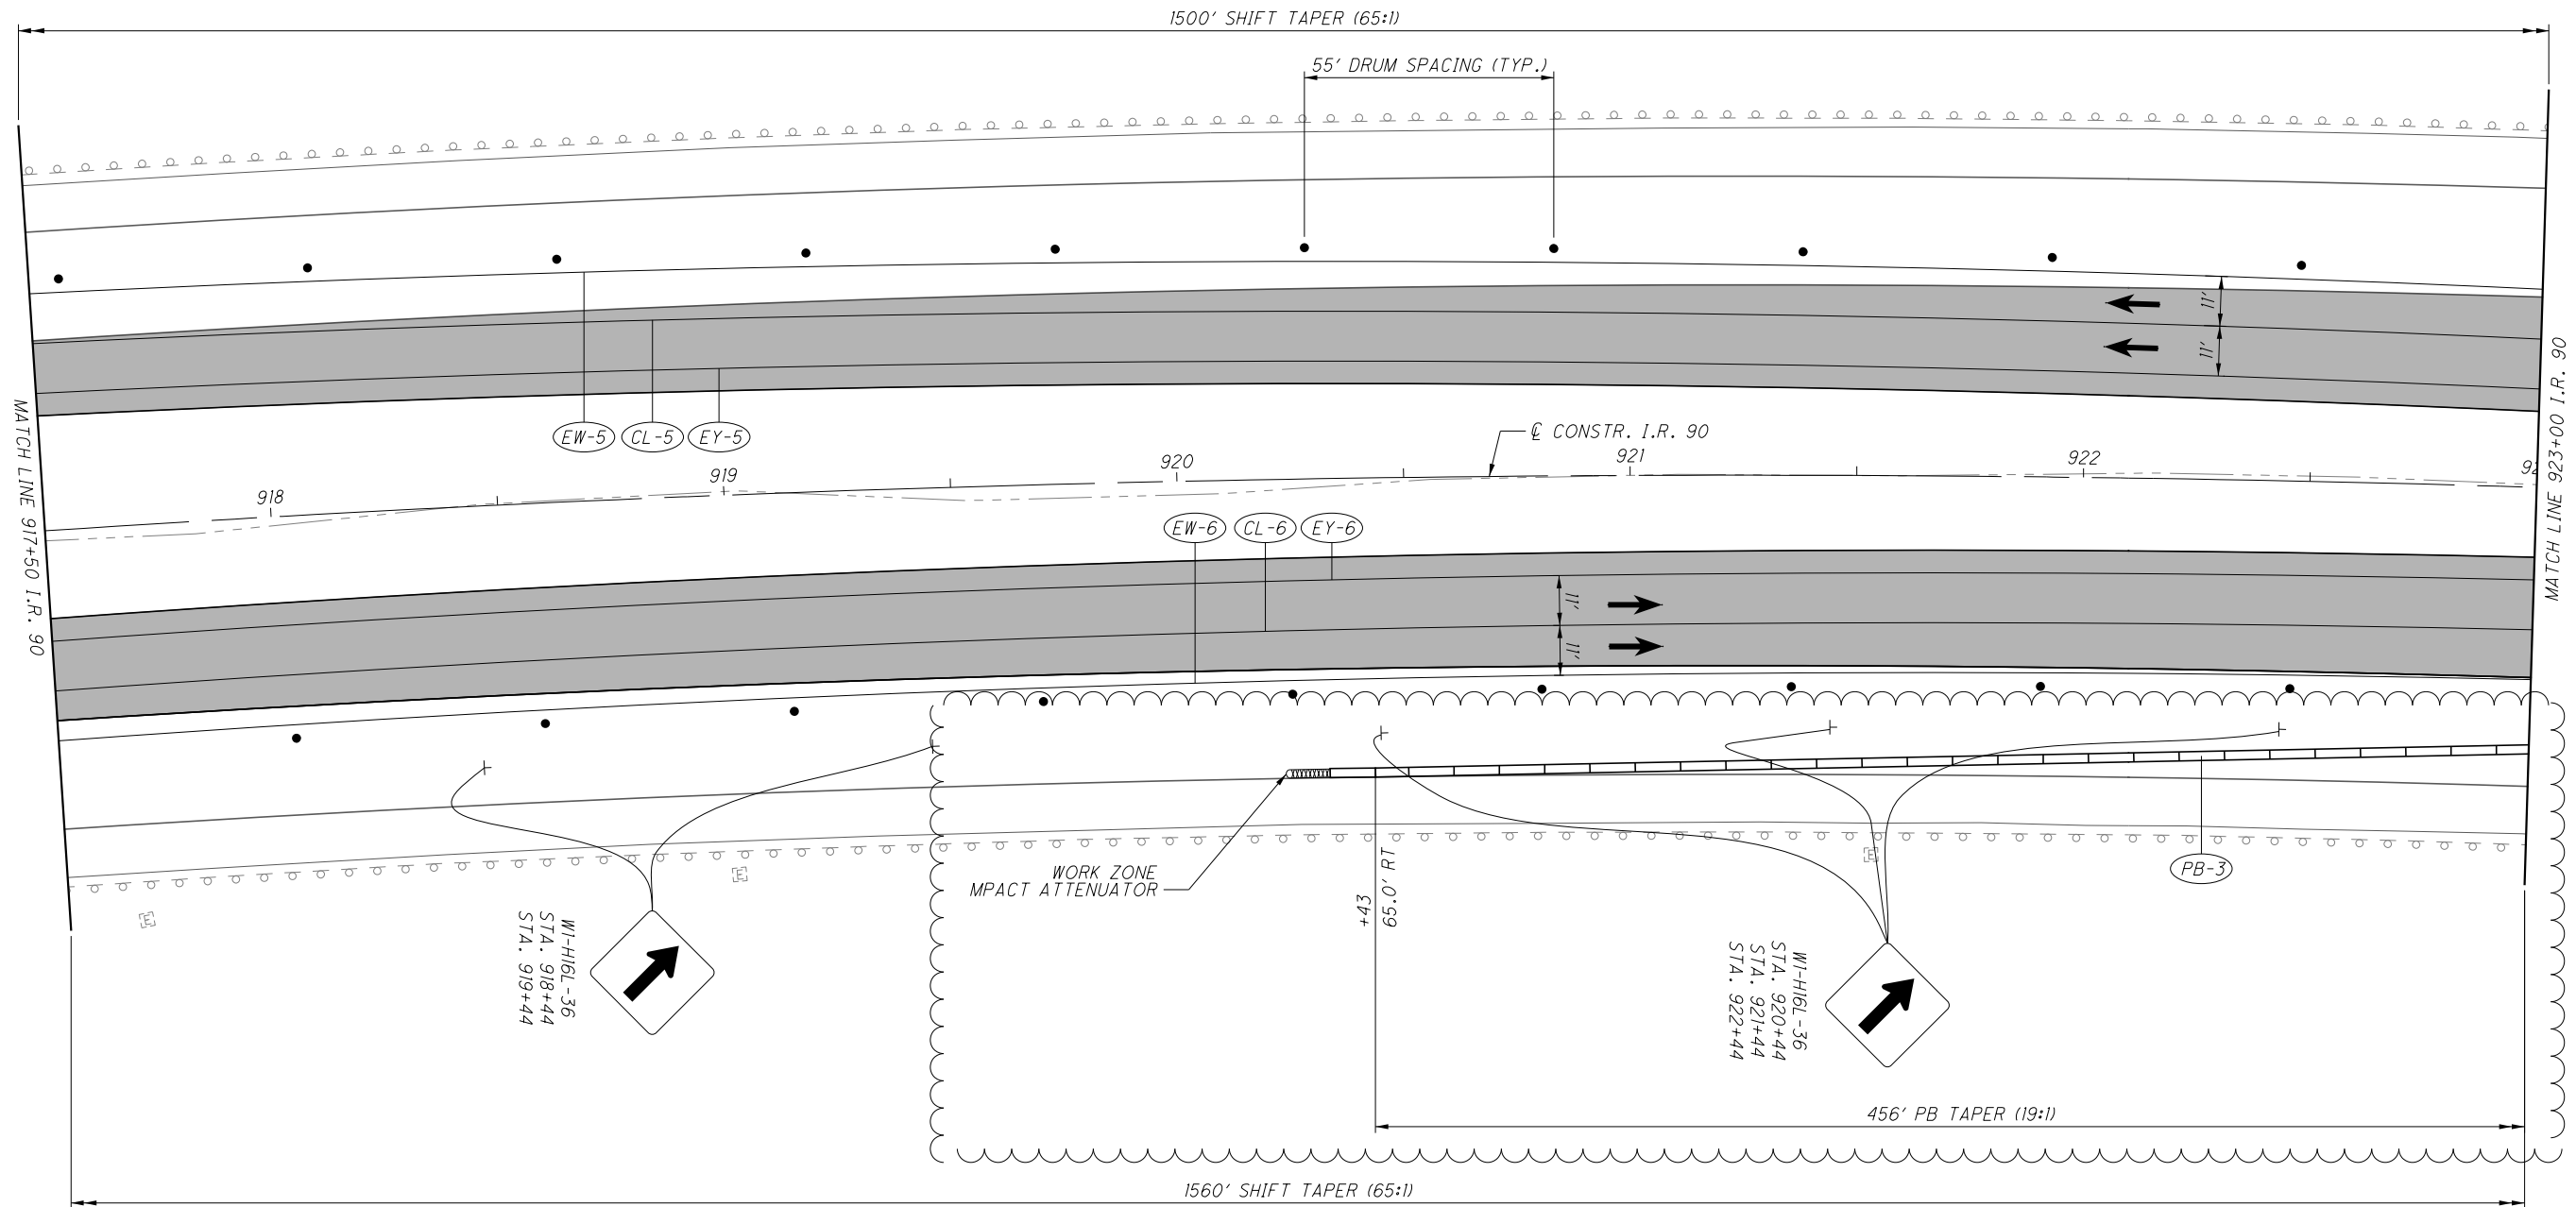 1500' SHIFT TAPER (65:1)
55' DRUM SPACING (TYP.)
11'
11'
MATCH LINE 917+50 I.R. 90
MATCH LINE 923+00 I.R. 90
EW-5
CL-5
EY-5
℄ CONSTR. I.R. 90
918
919
920
921
922
EW-6
CL-6
EY-6
11'
11'
WORK ZONE
MPACT ATTENUATOR
+43
65.0' RT
PB-3
E
E
E
W1-H16L-36
STA. 918+44
STA. 919+44
W1-H16L-36
STA. 920+44
STA. 921+44
STA. 922+44
456' PB TAPER (19:1)
1560' SHIFT TAPER (65:1)